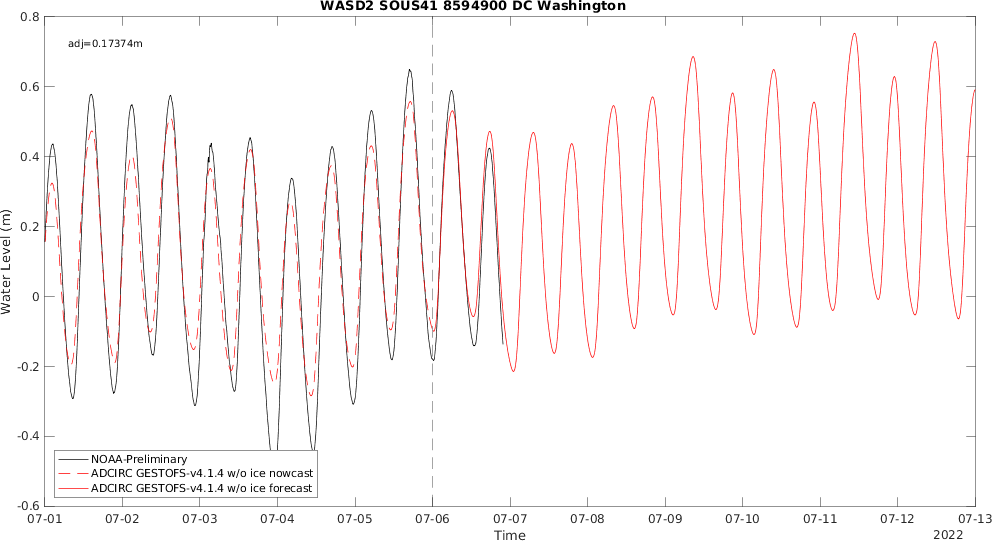 WASD2 SOUS41 8594900 DC Washington
adj=0.17374m
0.8
0.6
0.4
0.2
0
-0.2
-0.4
-0.6
Water Level (m)
NOAA-Preliminary
ADCIRC GESTOFS-v4.1.4 w/o ice nowcast
ADCIRC GESTOFS-v4.1.4 w/o ice forecast
07-01 07-02 07-03 07-04 07-05 07-06 07-07 07-08 07-09 07-10 07-11 07-12 07-13
Time
2022